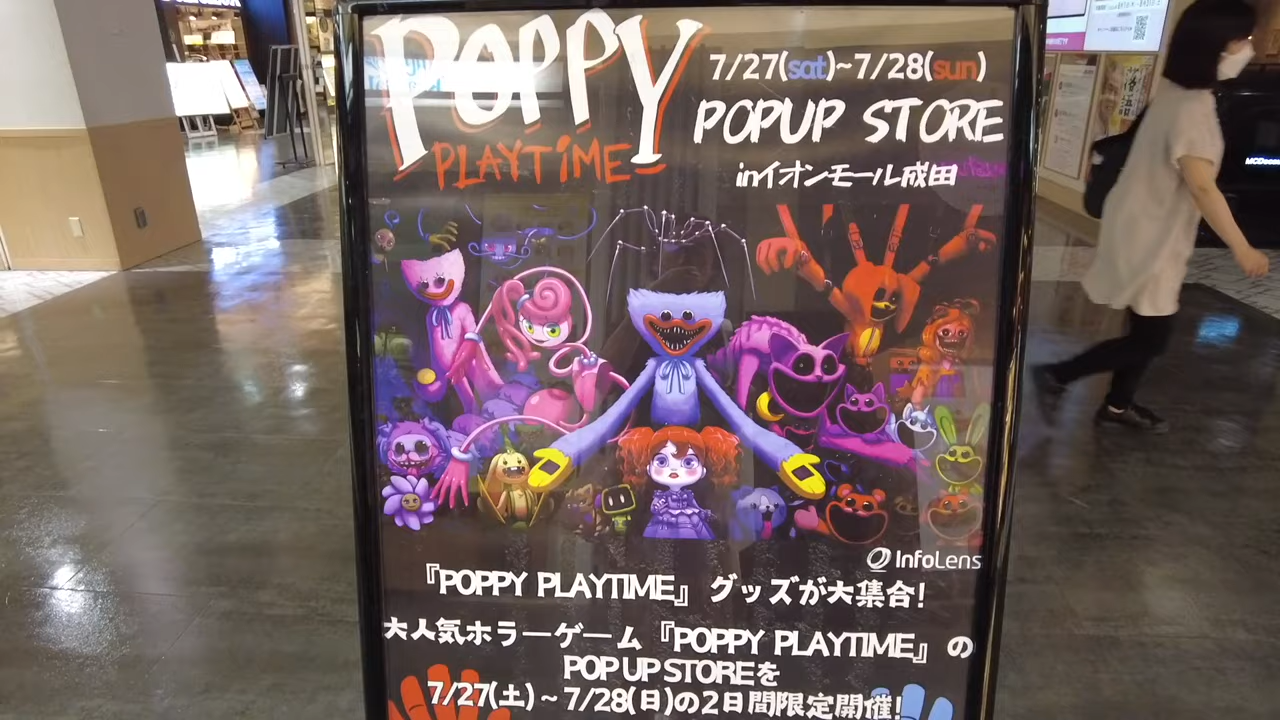 POPPY
PLAYTIME
7/27(sat)~7/28(sun)
POPUP STORE
inイオンモール成田
InfoLens
『POPPY PLAYTIME』グッズが大集合!
大人気ホラーゲーム『POPPY PLAYTIME』の
POP UP STOREを
7/27(土)~7/28(日)の2日間限定開催!